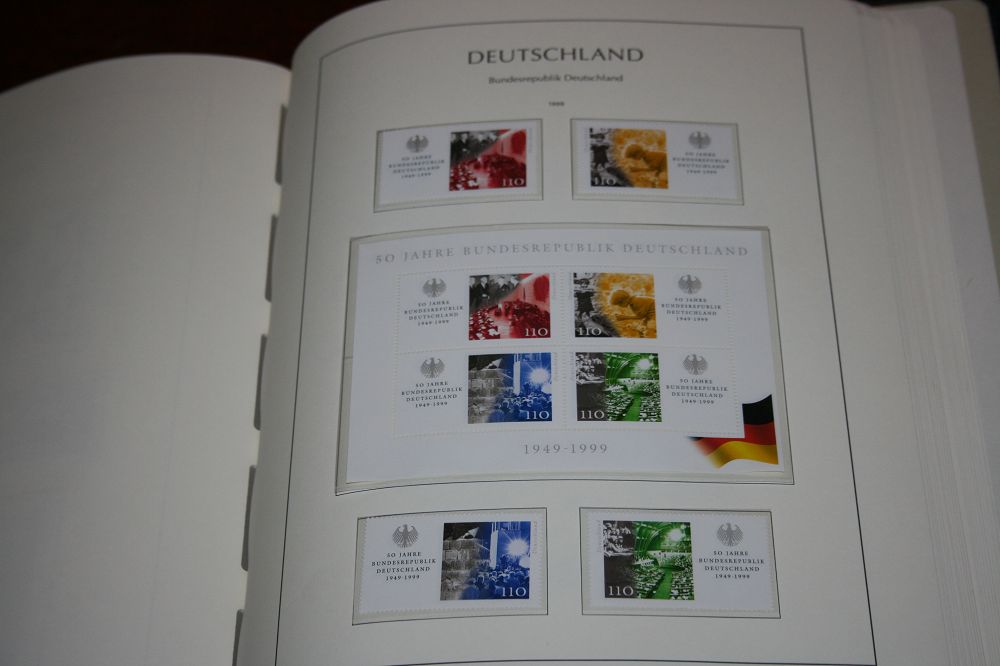 DEUTSCHLAND
Bundesrepublik Deutschland
1999
50 JAHRE
BUNDESREPUBLIK
DEUTSCHLAND
1949-1999
110
110
50 JAHRE
BUNDESREPUBLIK
DEUTSCHLAND
1949-1999
50 JAHRE BUNDESREPUBLIK DEUTSCHLAND
50 JAHRE
BUNDESREPUBLIK
DEUTSCHLAND
1949-1999
110
110
50 JAHRE
BUNDESREPUBLIK
DEUTSCHLAND
1949-1999
50 JAHRE
BUNDESREPUBLIK
DEUTSCHLAND
1949-1999
110
110
50 JAHRE
BUNDESREPUBLIK
DEUTSCHLAND
1949-1999
1949-1999
50 JAHRE
BUNDESREPUBLIK
DEUTSCHLAND
1949-1999
110
110
50 JAHRE
BUNDESREPUBLIK
DEUTSCHLAND
1949-1999